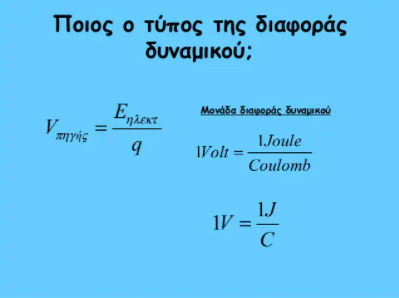 Ποιος ο τύπος της διαφοράς
δυναμικού;
V_πηγής = E_ηλεκτ / q
Μονάδα διαφοράς δυναμικού
1Volt = 1Joule / Coulomb
1V = 1J / C